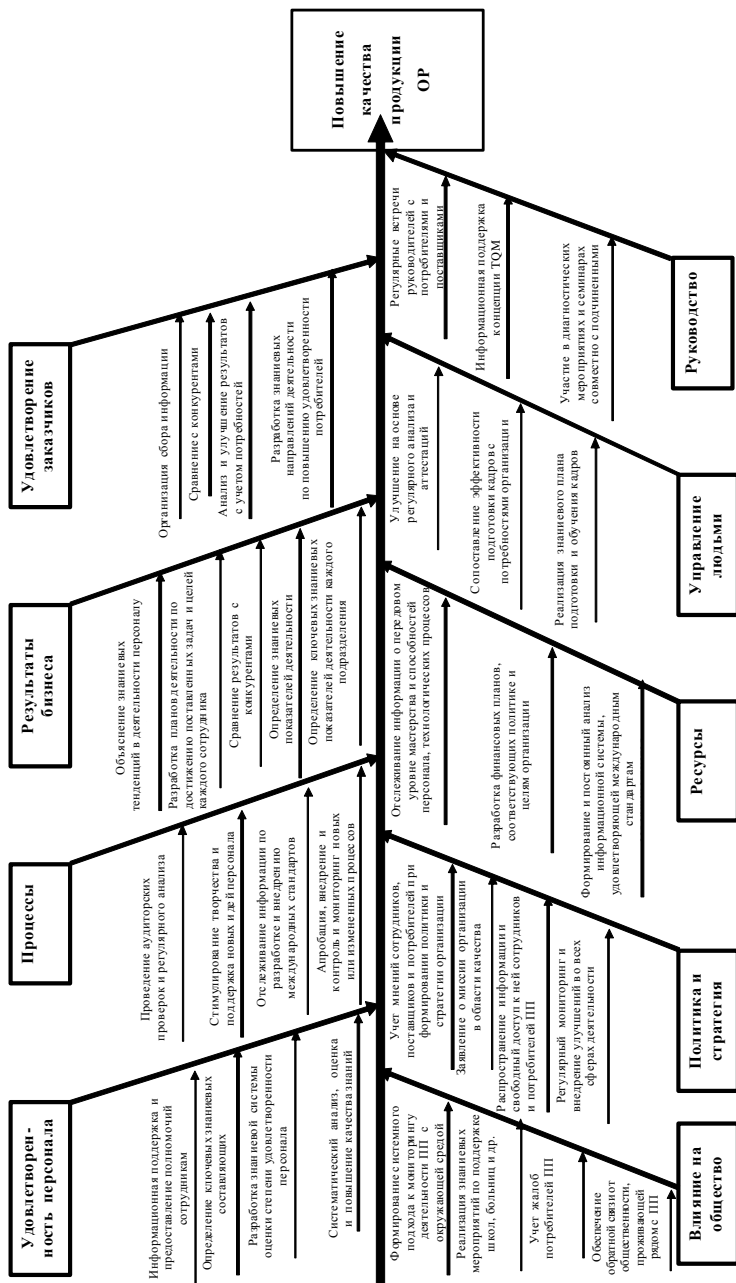 Удовлетворен-
ность персонала
Информационная поддержка и
предоставление полномочий
сотрудникам
Определение ключевых знаниевых
составляющих
Разработка знаниевой системы
оценки степени удовлетворенности
персонала
Систематический анализ, оценка
и повышение качества знаний
Процессы
Проведение аудиторских
проверок и регулярного анализа
Стимулирование творчества и
поддержка новых идей персонала
Отслеживание информации по
разработке и внедрению
международных стандартов
Апробация, внедрение и
контроль и мониторинг новых
или измененных процессов
Результаты
бизнеса
Объяснение знаниевых
тенденций в деятельности персоналу
Разработка планов деятельности по
достижению поставленных задач и целей
каждого сотрудника
Сравнение результатов с
конкурентами
Определение знаниевых
показателей деятельности
Определение ключевых знаниевых
показателей деятельности каждого
подразделения
Удовлетворение
заказчиков
Организация сбора информации
Сравнение с конкурентами
Анализ и улучшение результатов
с учетом потребностей
Разработка знаниевых
направлений деятельности
по повышению удовлетворенности
потребителей
Повышение
качества
продукции
ОР
Формирование системного
подхода к мониторингу
деятельности ПП с
окружающей средой
Реализация знаниевых
мероприятий по поддержке
школ, больниц и др.
Учет жалоб
потребителей ПП
Обеспечение
обратной связи от
общественности,
проживающей
рядом с ПП
Влияние на
общество
Учет мнений сотрудников,
поставщиков и потребителей при
формировании политики и
стратегии организации
Заявление о миссии организации
в области качества
Распространение информации и
свободный доступ к ней сотрудников
и потребителей ПП
Регулярный мониторинг и
внедрение улучшений во всех
сферах деятельности
Политика и
стратегия
Отслеживание информации о передовом
уровне мастерства и способностей
персонала, технологических процессов
Разработка финансовых планов,
соответствующих политике и
целям организации
Формирование и постоянный анализ
информационной системы,
удовлетворяющей международным
стандартам
Ресурсы
Улучшение на основе
регулярного анализа и
аттестаций
Сопоставление эффективности
подготовки кадров с
потребностями организации
Реализация знаниевого плана
подготовки и обучения кадров
Управление
людьми
Регулярные встречи
руководителей с
потребителями и
поставщиками
Информационная поддержка
концепции TQM
Участие в диагностических
мероприятиях и семинарах
совместно с подчиненными
Руководство